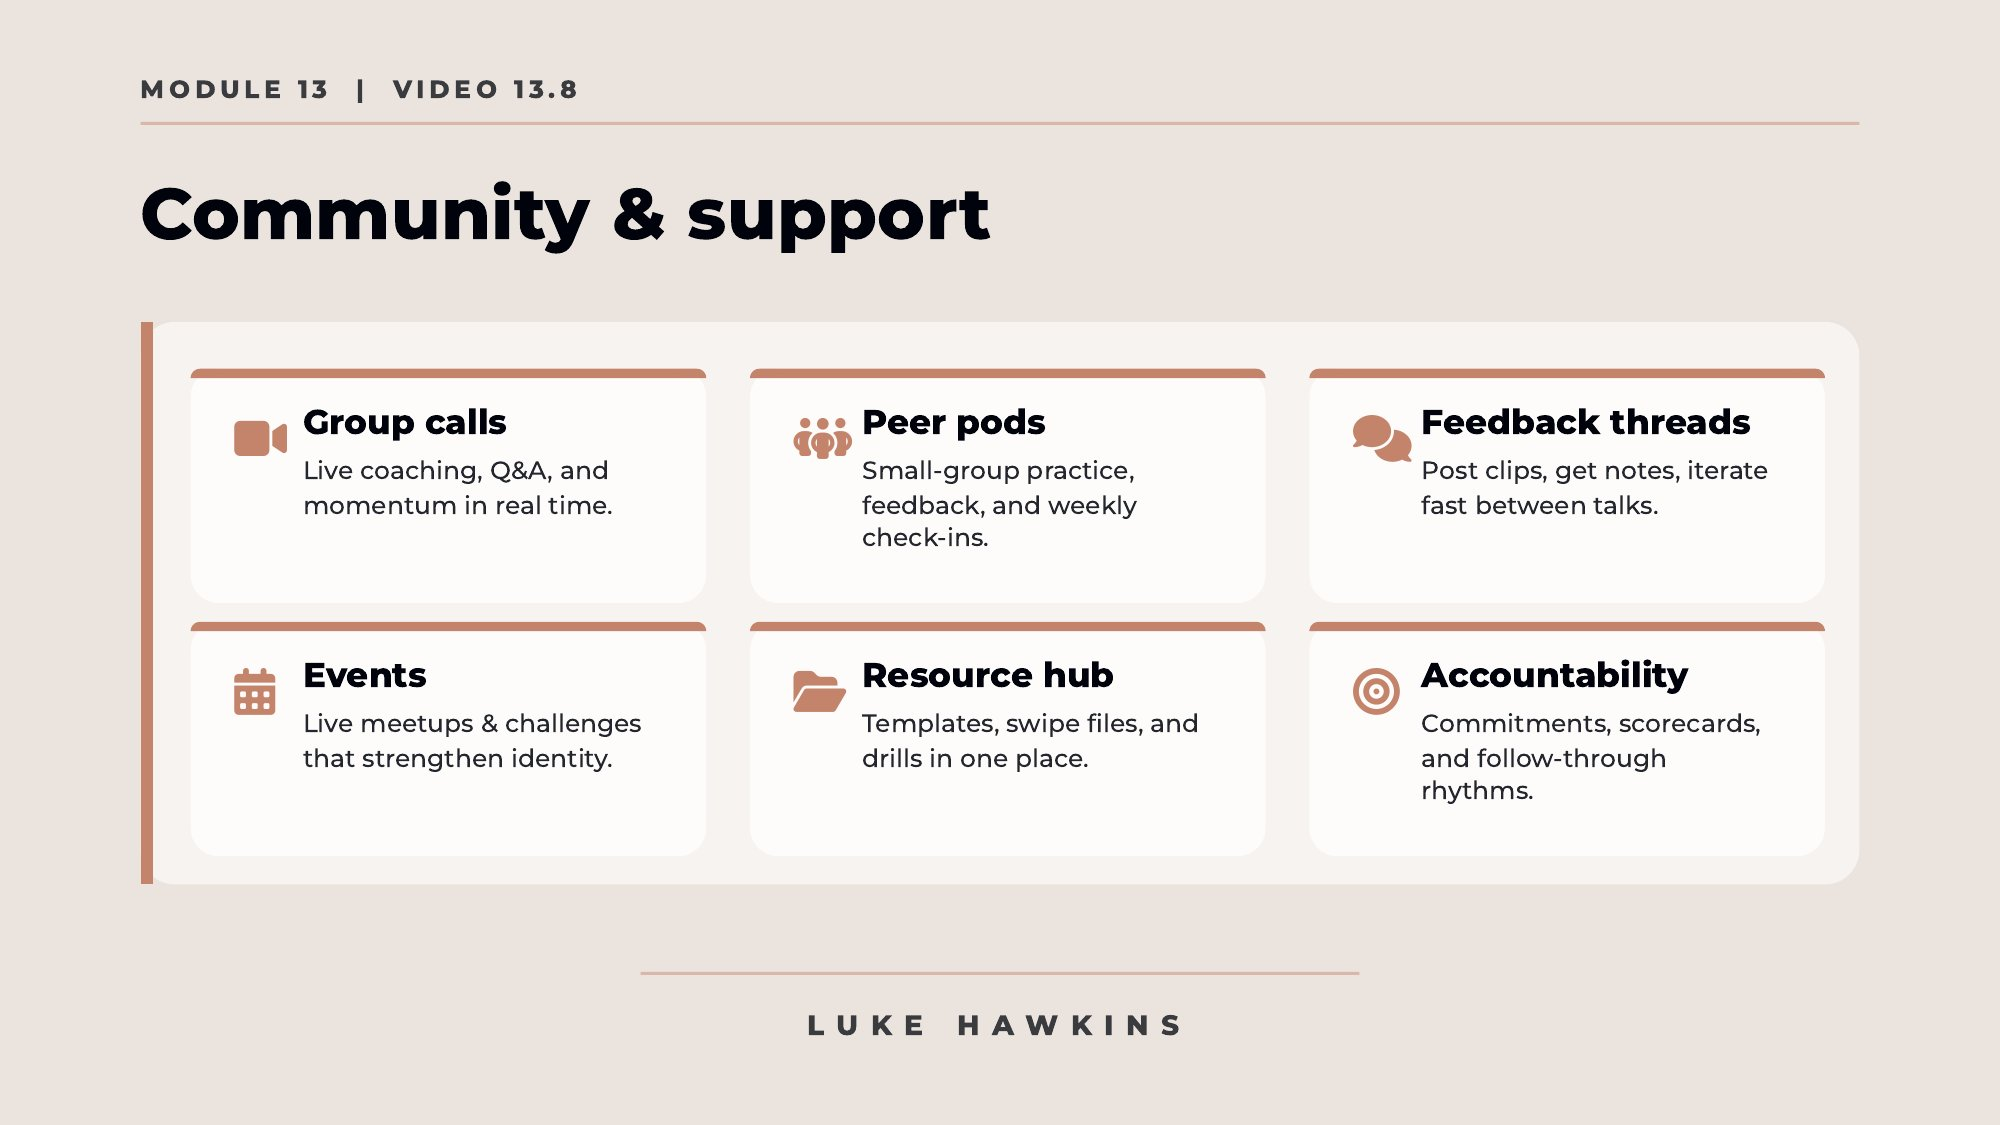 MODULE 13 | VIDEO 13.8
Community & support
Group calls
Live coaching, Q&A, and
momentum in real time.
Peer pods
Small-group practice,
feedback, and weekly
check-ins.
Feedback threads
Post clips, get notes, iterate
fast between talks.
Events
Live meetups & challenges
that strengthen identity.
Resource hub
Templates, swipe files, and
drills in one place.
Accountability
Commitments, scorecards,
and follow-through
rhythms.
LUKE HAWKINS